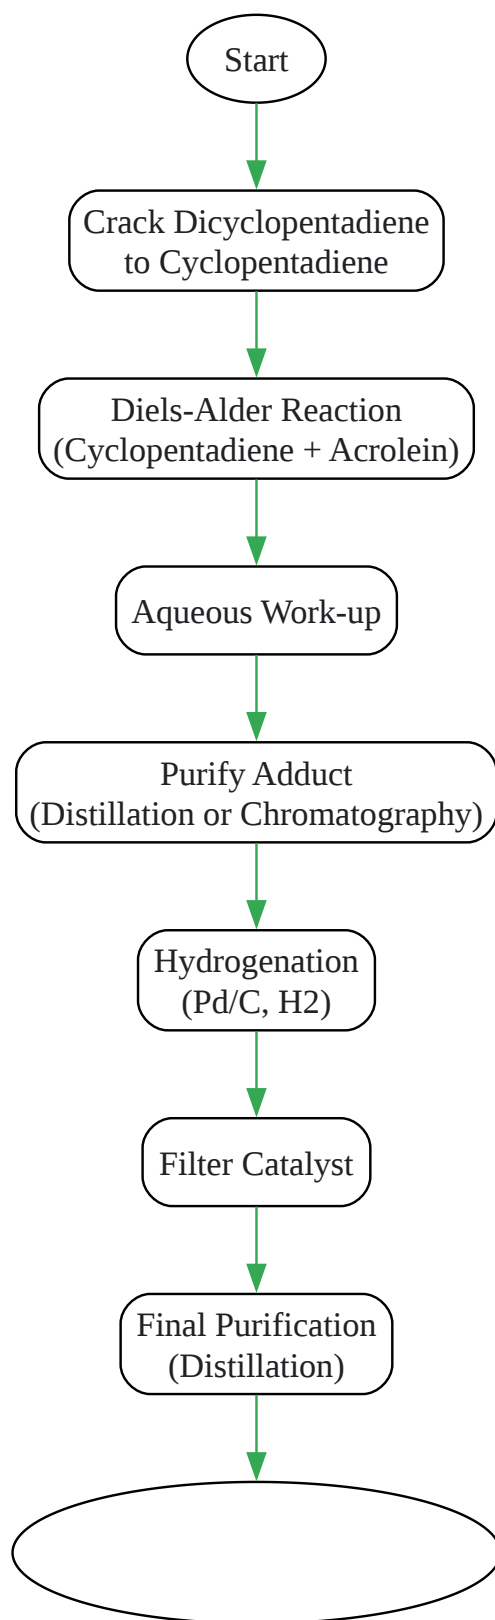 Start
Crack Dicyclopentadiene
to Cyclopentadiene
Diels-Alder Reaction
(Cyclopentadiene + Acrolein)
Aqueous Work-up
Purify Adduct
(Distillation or Chromatography)
Hydrogenation
(Pd/C, H2)
Filter Catalyst
Final Purification
(Distillation)